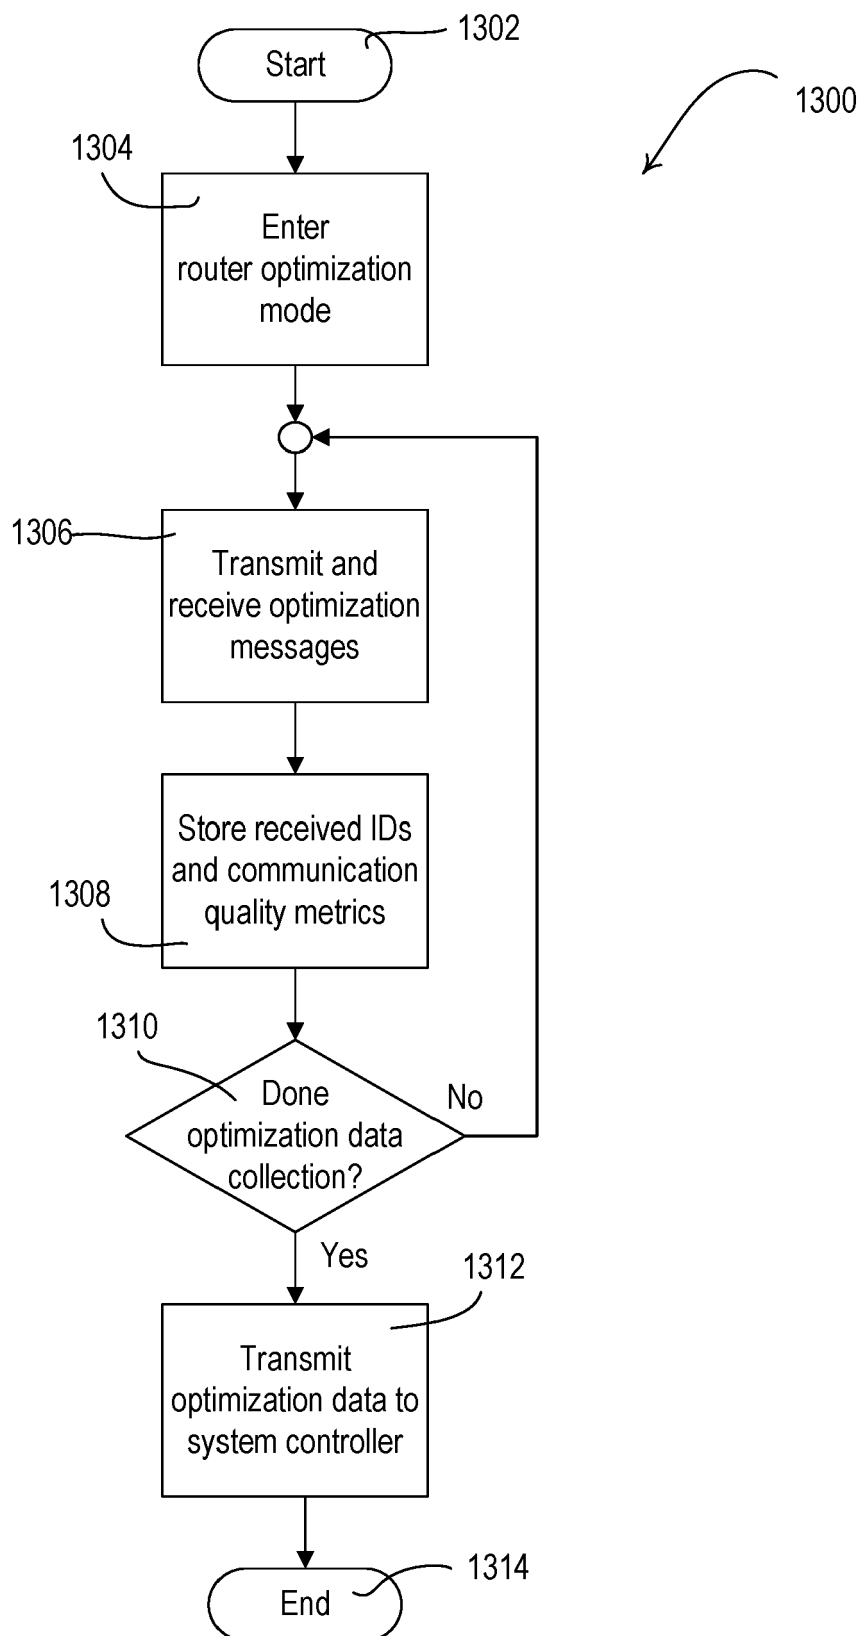 1302
Start
1300
1304
Enter
router optimization
mode
1306
Transmit and
receive optimization
messages
Store received IDs
and communication
quality metrics
1308
1310
Done
optimization data
collection?
No
Yes
1312
Transmit
optimization data to
system controller
1314
End